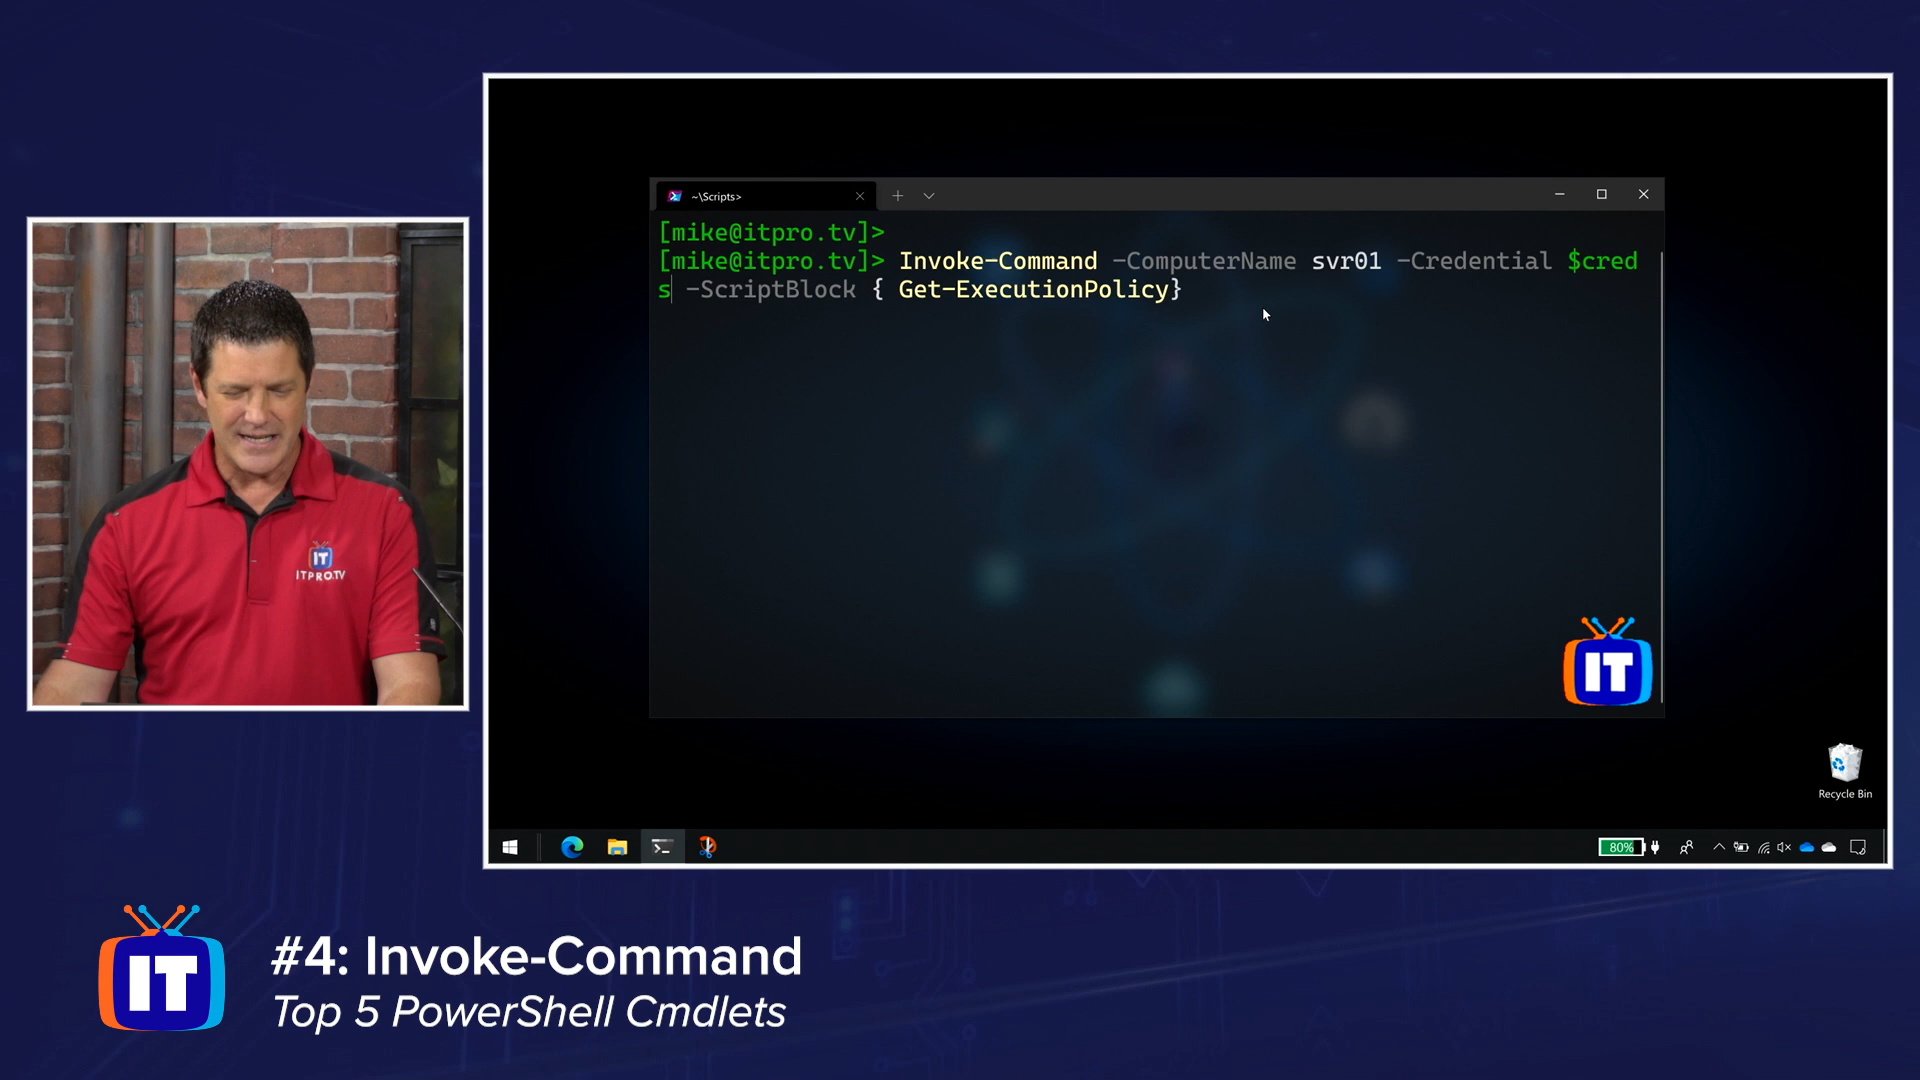 ~\Scripts>
[mike@itpro.tv]>
[mike@itpro.tv]> Invoke-Command -ComputerName svr01 -Credential $cred
s -ScriptBlock { Get-ExecutionPolicy}
IT
ITPRO.TV
IT
Recycle Bin
80%
IT
#4: Invoke-Command
Top 5 PowerShell Cmdlets